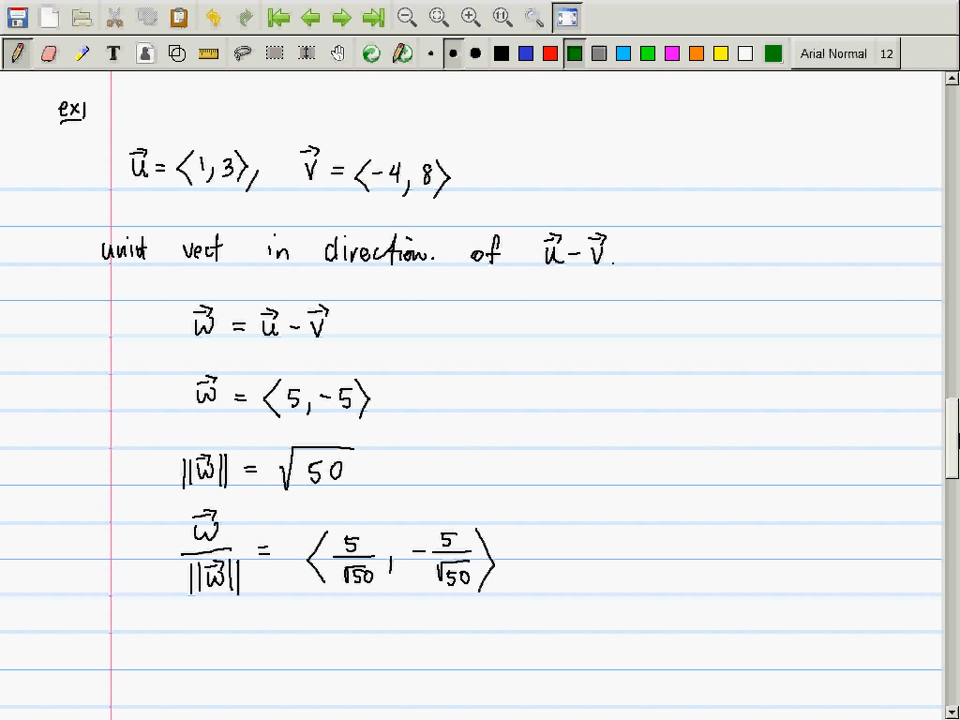 T Arial Normal 12
ex1
u⃗ = ⟨1, 3⟩, v⃗ = ⟨-4, 8⟩
unit vect in direction. of u⃗ - v⃗.
w⃗ = u⃗ - v⃗
w⃗ = ⟨5, -5⟩
||w⃗|| = √50
w⃗/||w⃗|| = ⟨5/√50, -5/√50⟩